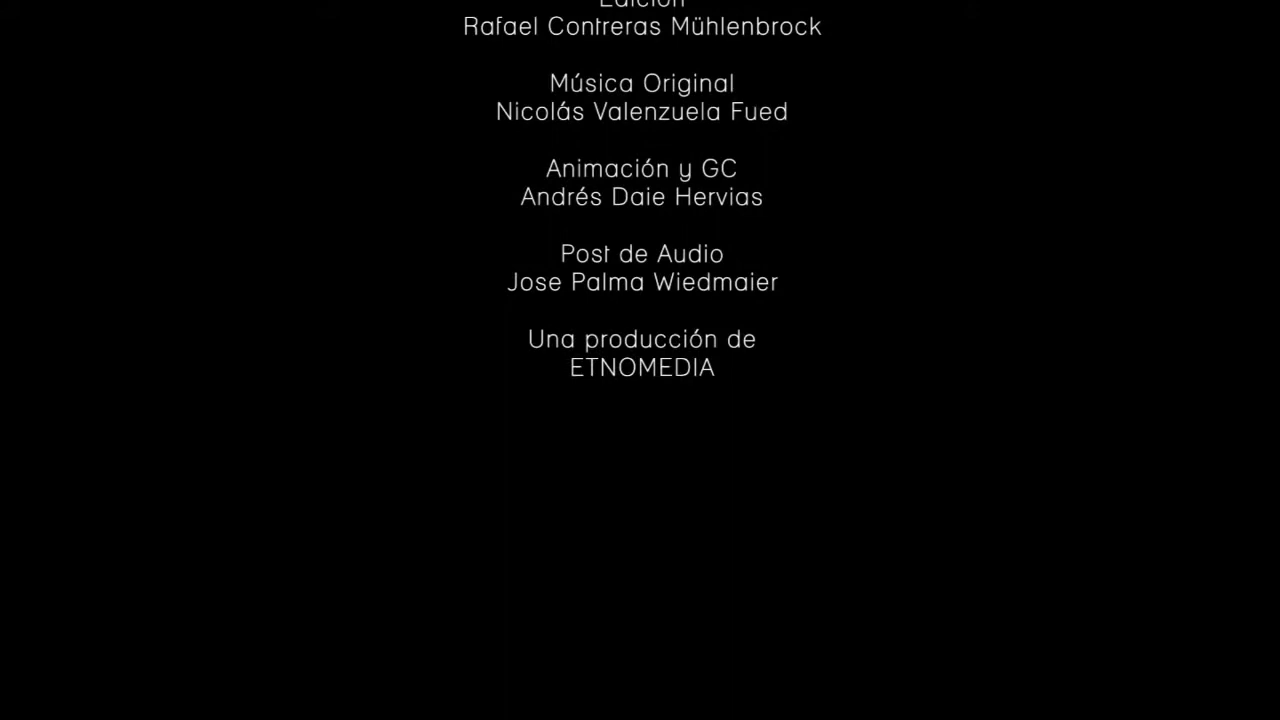 Edición
Rafael Contreras Mühlenbrock
Música Original
Nicolás Valenzuela Fued
Animación y GC
Andrés Daie Hervias
Post de Audio
Jose Palma Wiedmaier
Una producción de
ETNOMEDIA